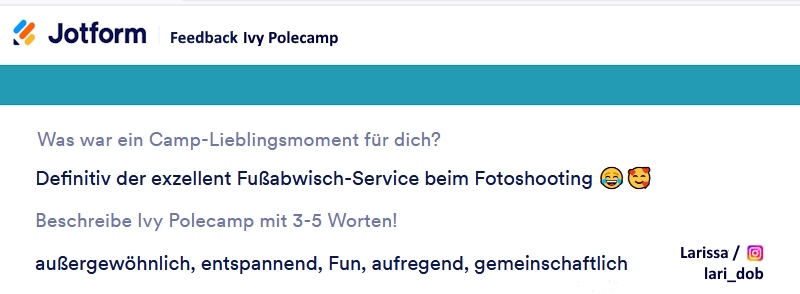 Jotform Feedback Ivy Polecamp
Was war ein Camp-Lieblingsmoment für dich?
Definitiv der exzellent Fußabwisch-Service beim Fotoshooting 😂🥰
Beschreibe Ivy Polecamp mit 3-5 Worten!
außergewöhnlich, entspannend, Fun, aufregend, gemeinschaftlich
Larissa /
lari_dob